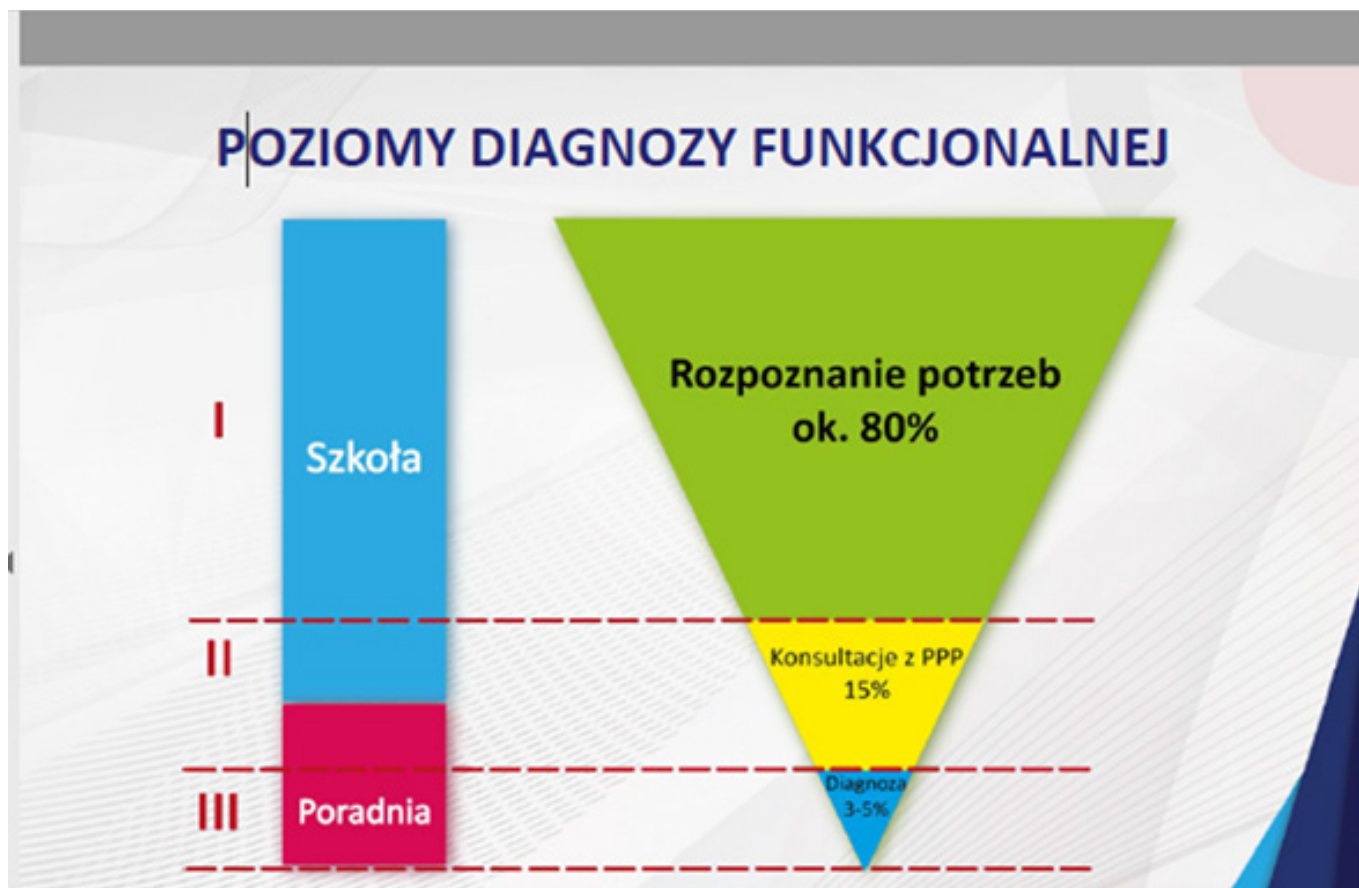 POZIOMY DIAGNOZY FUNKCJONALNEJ
I
Szkoła
Rozpoznanie potrzeb
ok. 80%
II
Konsultacje z PPP
15%
III
Poradnia
Diagnoza
3-5%